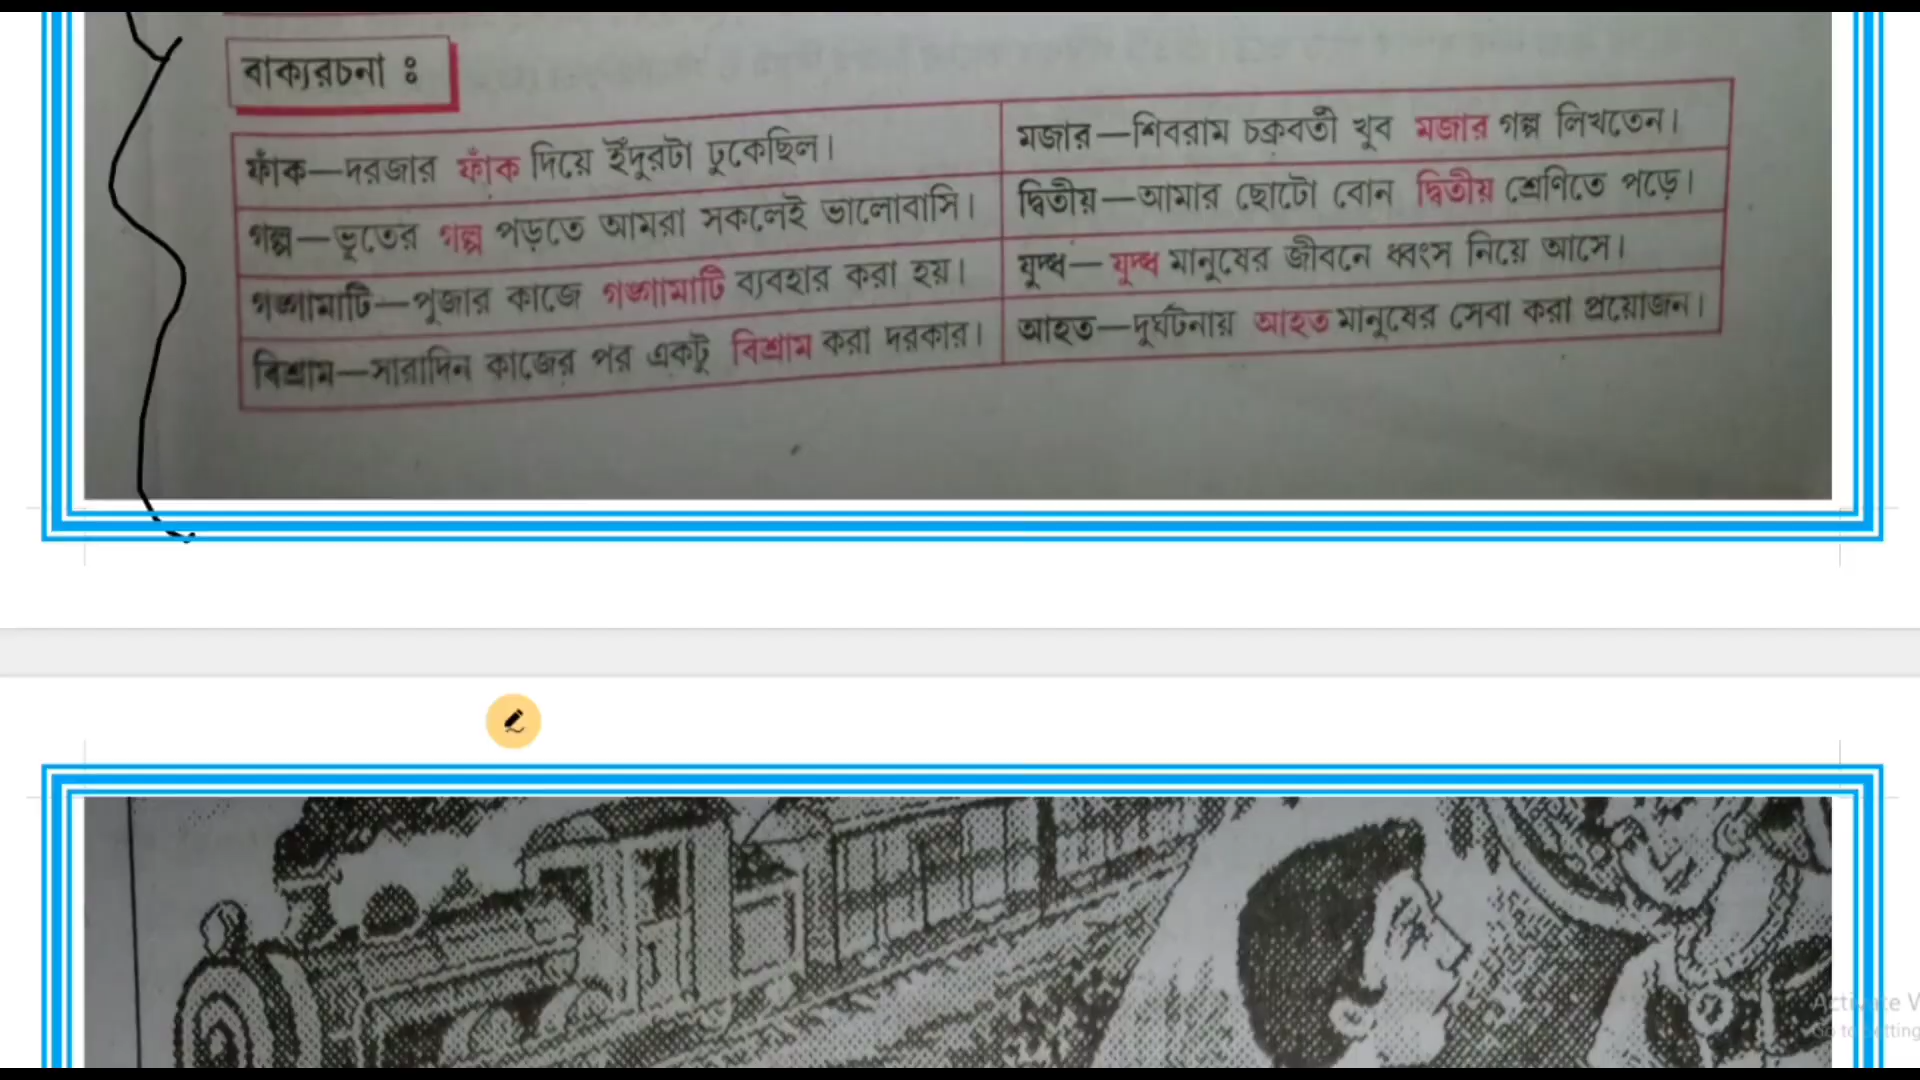 বাক্যরচনা ঃ
ফাঁক—দরজার ফাঁক দিয়ে ইঁদুরটা ঢুকেছিল।
গল্প—ভূতের গল্প পড়তে আমরা সকলেই ভালোবাসি।
গঙ্গামাটি—পুজার কাজে গঙ্গামাটি ব্যবহার করা হয়।
বিশ্রাম—সারাদিন কাজের পর একটু বিশ্রাম করা দরকার।
মজার—শিবরাম চক্রবর্তী খুব মজার গল্প লিখতেন।
দ্বিতীয়—আমার ছোটো বোন দ্বিতীয় শ্রেণিতে পড়ে।
যুদ্ধ—যুদ্ধ মানুষের জীবনে ধ্বংস নিয়ে আসে।
আহত—দুর্ঘটনায় আহত মানুষের সেবা করা প্রয়োজন।